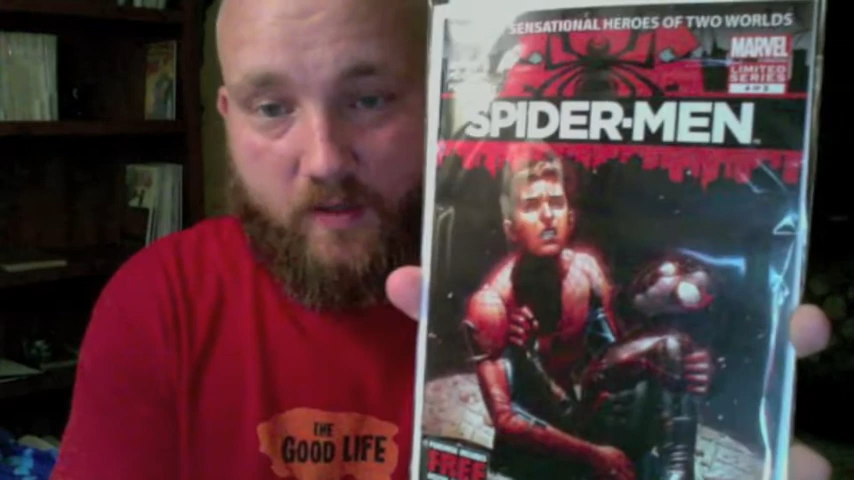 SENSATIONAL HEROES OF TWO WORLDS
MARVEL
LIMITED
SERIES
SPIDER-MEN
THE
GOOD LIFE
FREE